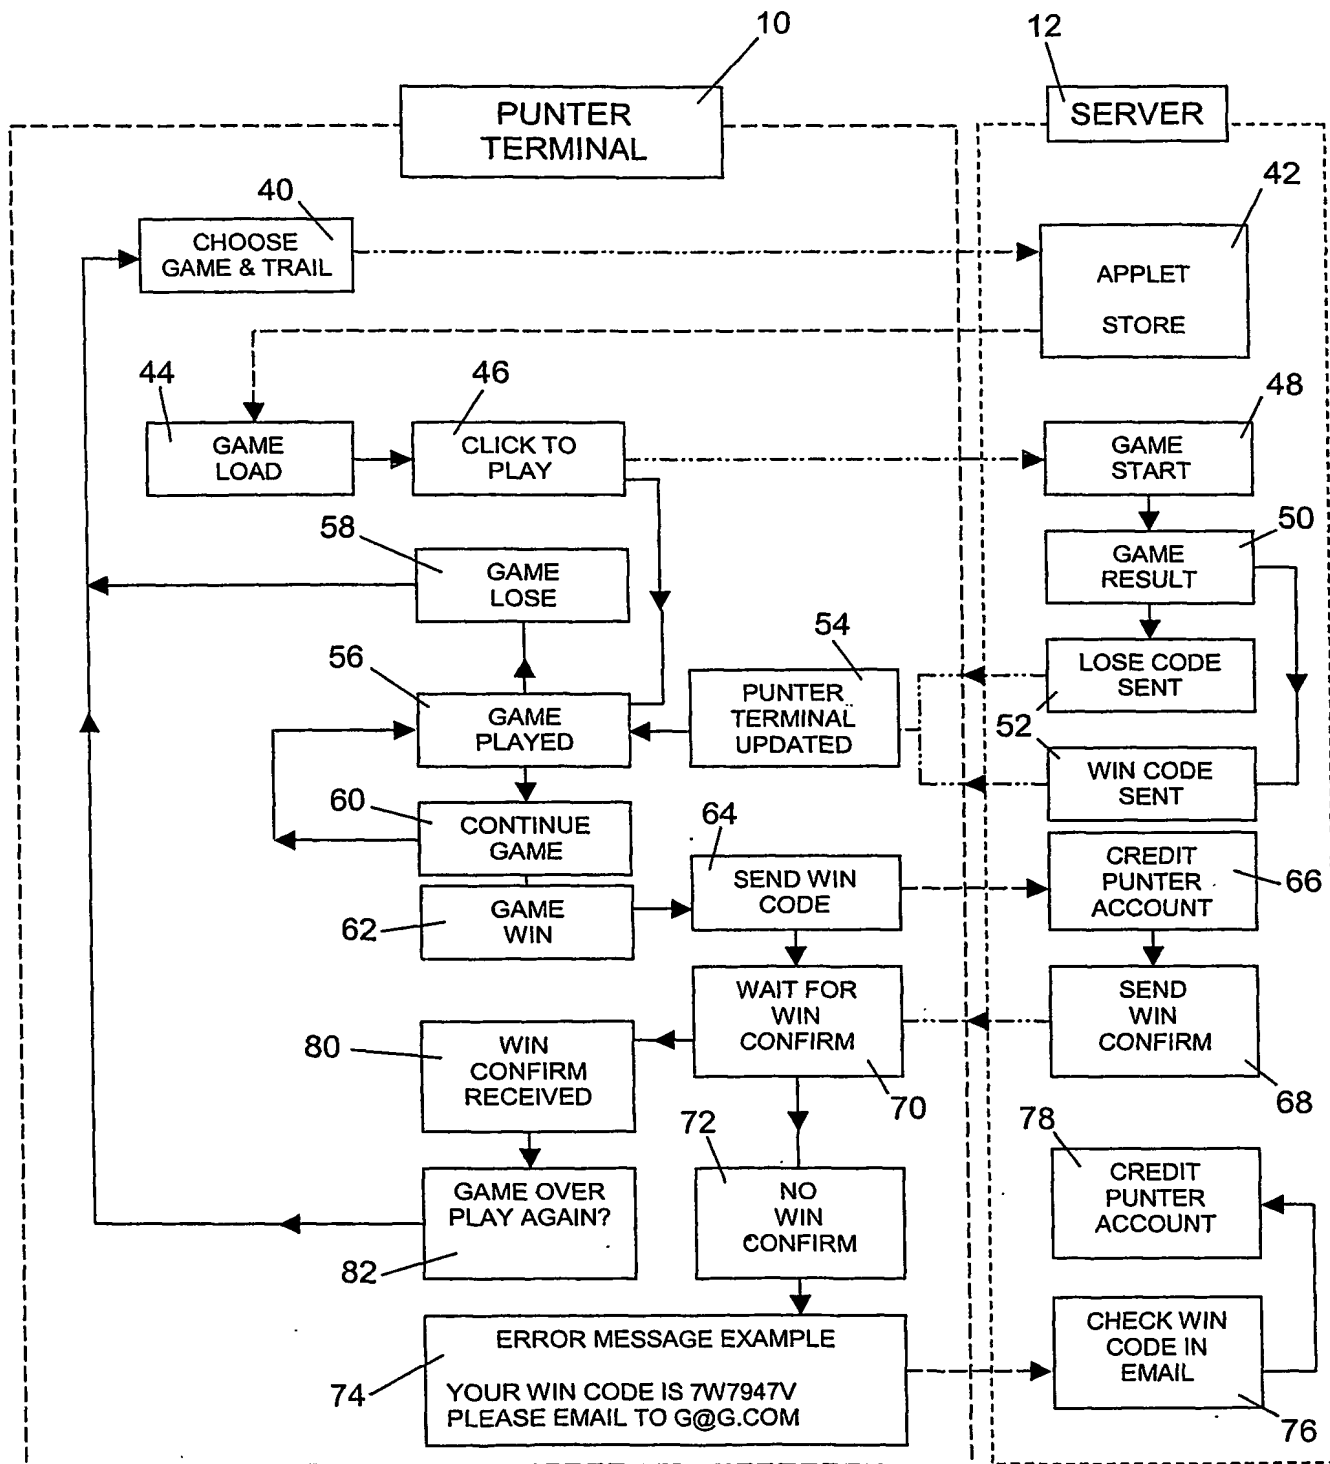 10
12
PUNTER
TERMINAL
SERVER
40
42
CHOOSE
GAME & TRAIL
APPLET
STORE
44
46
48
GAME
LOAD
CLICK TO
PLAY
GAME
START
58
50
GAME
LOSE
GAME
RESULT
56
54
LOSE CODE
SENT
GAME
PLAYED
PUNTER
TERMINAL
UPDATED
52
WIN CODE
SENT
60
64
CONTINUE
GAME
SEND WIN
CODE
CREDIT
PUNTER
ACCOUNT
66
62
GAME
WIN
WAIT FOR
WIN
CONFIRM
SEND
WIN
CONFIRM
80
WIN
CONFIRM
RECEIVED
70
68
72
78
GAME OVER
PLAY AGAIN?
82
NO
WIN
CONFIRM
CREDIT
PUNTER
ACCOUNT
74
ERROR MESSAGE EXAMPLE
YOUR WIN CODE IS 7W7947V
PLEASE EMAIL TO G@G.COM
CHECK WIN
CODE IN
EMAIL
76